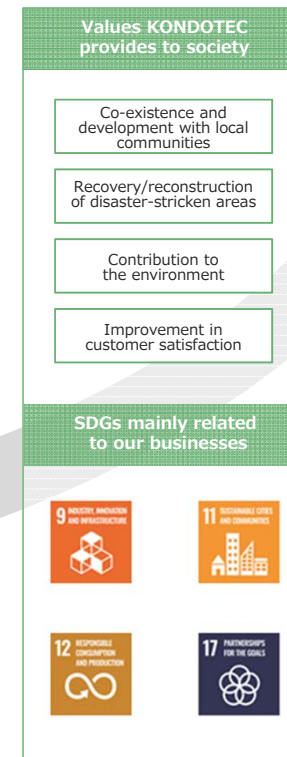 Values KONDOTEC
provides to society
Co-existence and
development with local
communities
Recovery/reconstruction
of disaster-stricken areas
Contribution to
the environment
Improvement in
customer satisfaction
SDGs mainly related
to our businesses
9 INDUSTRY, INNOVATION
AND INFRASTRUCTURE
11 SUSTAINABLE CITIES
AND COMMUNITIES
12 RESPONSIBLE
CONSUMPTION
AND PRODUCTION
17 PARTNERSHIPS
FOR THE GOALS